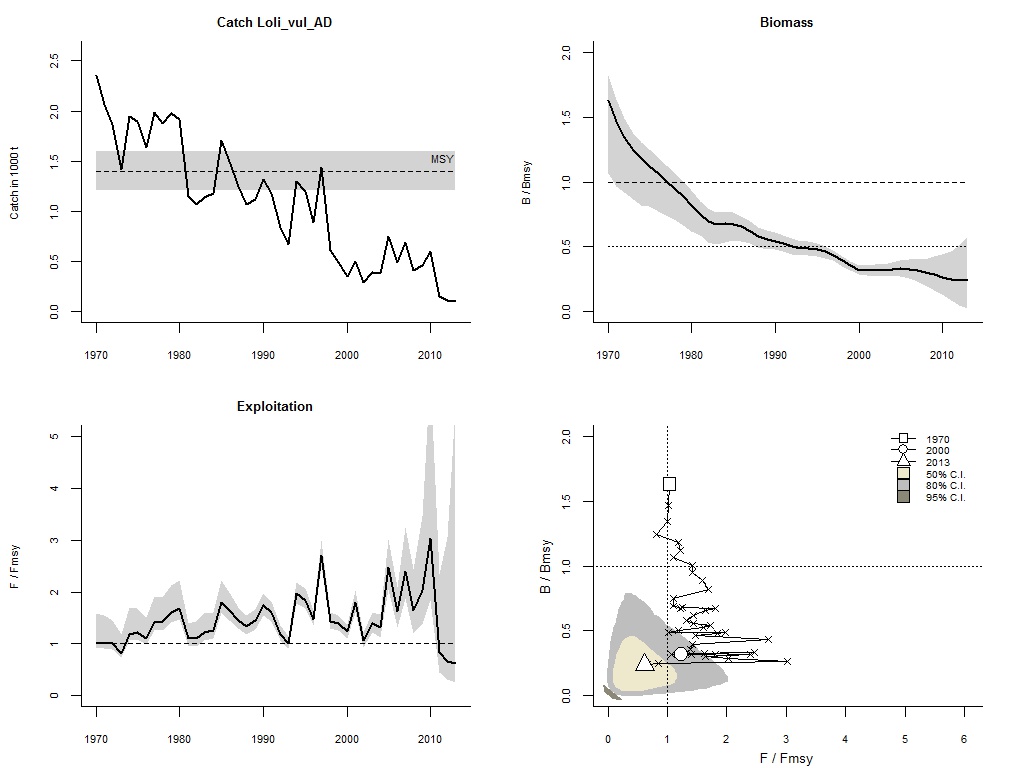 Catch Loli_vul_AD
Catch in 1000 t
0.0 0.5 1.0 1.5 2.0 2.5
MSY
1970 1980 1990 2000 2010
Biomass
B / Bmsy
0.0 0.5 1.0 1.5 2.0
1970 1980 1990 2000 2010
Exploitation
F / Fmsy
0 1 2 3 4 5
1970 1980 1990 2000 2010
B / Bmsy
0.0 0.5 1.0 1.5 2.0
1970
2000
2013
50% C.I.
80% C.I.
95% C.I.
0 1 2 3 4 5 6
F / Fmsy